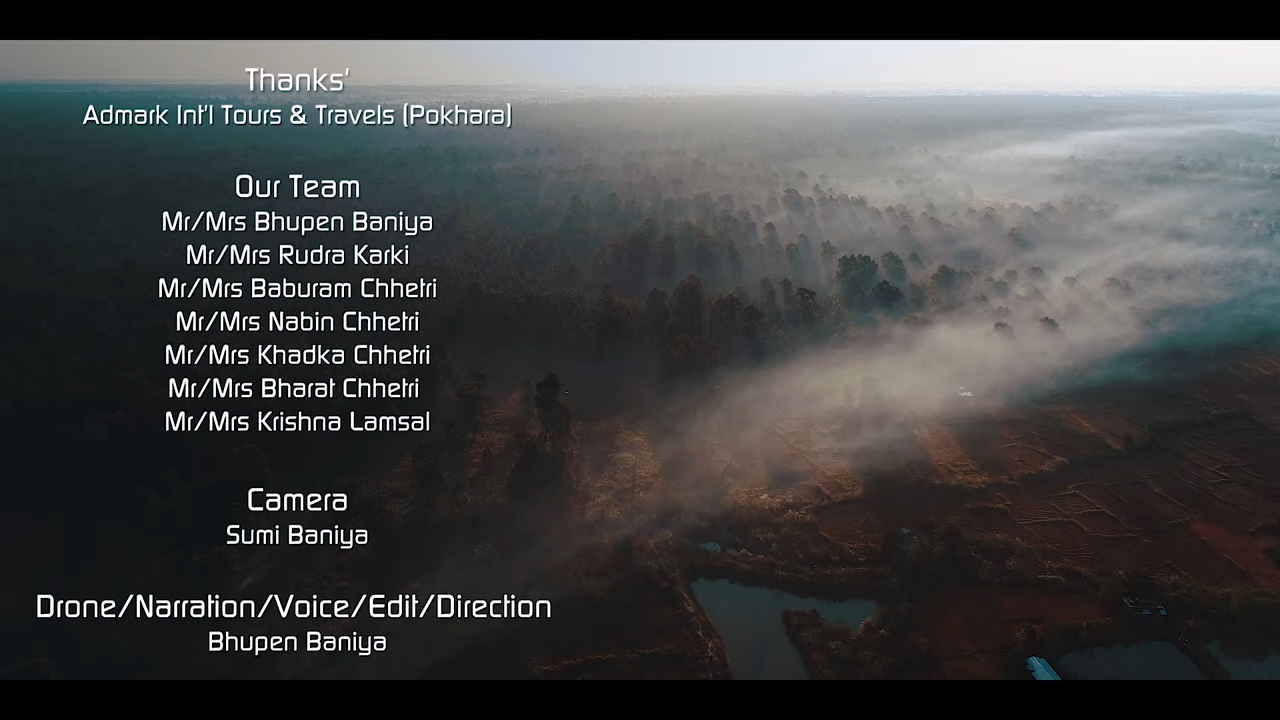 Thanks'
Admark Int'l Tours & Travels (Pokhara)
Our Team
Mr/Mrs Bhupen Baniya
Mr/Mrs Rudra Karki
Mr/Mrs Baburam Chhetri
Mr/Mrs Nabin Chhetri
Mr/Mrs Khadka Chhetri
Mr/Mrs Bharat Chhetri
Mr/Mrs Krishna Lamsal
Camera
Sumi Baniya
Drone/Narration/Voice/Edit/Direction
Bhupen Baniya